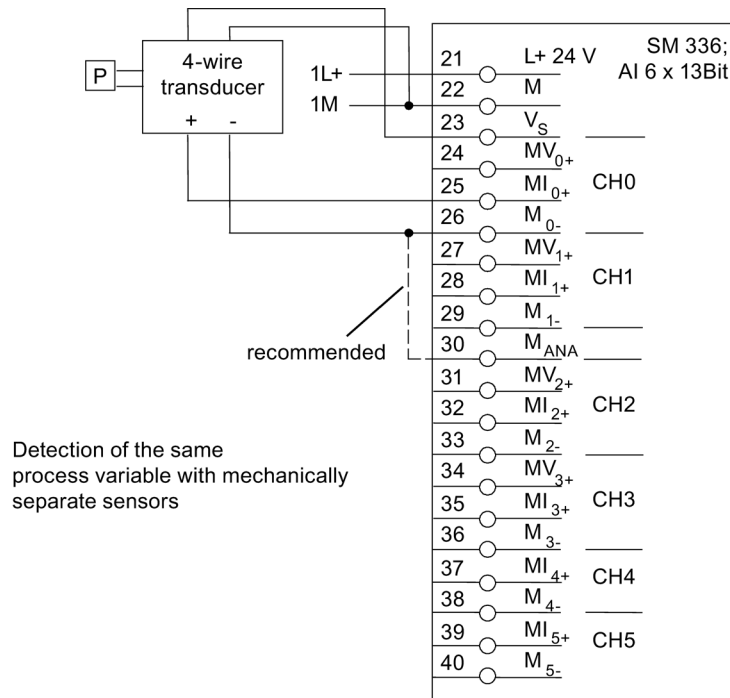 SM 336;
AI 6 x 13Bit
4-wire
transducer
P
+ -
1L+
1M
21 L+ 24 V
22 M
23 VS
24 MV0+
25 MI0+ CH0
26 M0-
27 MV1+
28 MI1+ CH1
29 M1-
30 MANA
31 MV2+
32 MI2+ CH2
33 M2-
34 MV3+
35 MI3+ CH3
36 M3-
37 MI4+ CH4
38 M4-
39 MI5+ CH5
40 M5-
recommended
Detection of the same
process variable with mechanically
separate sensors